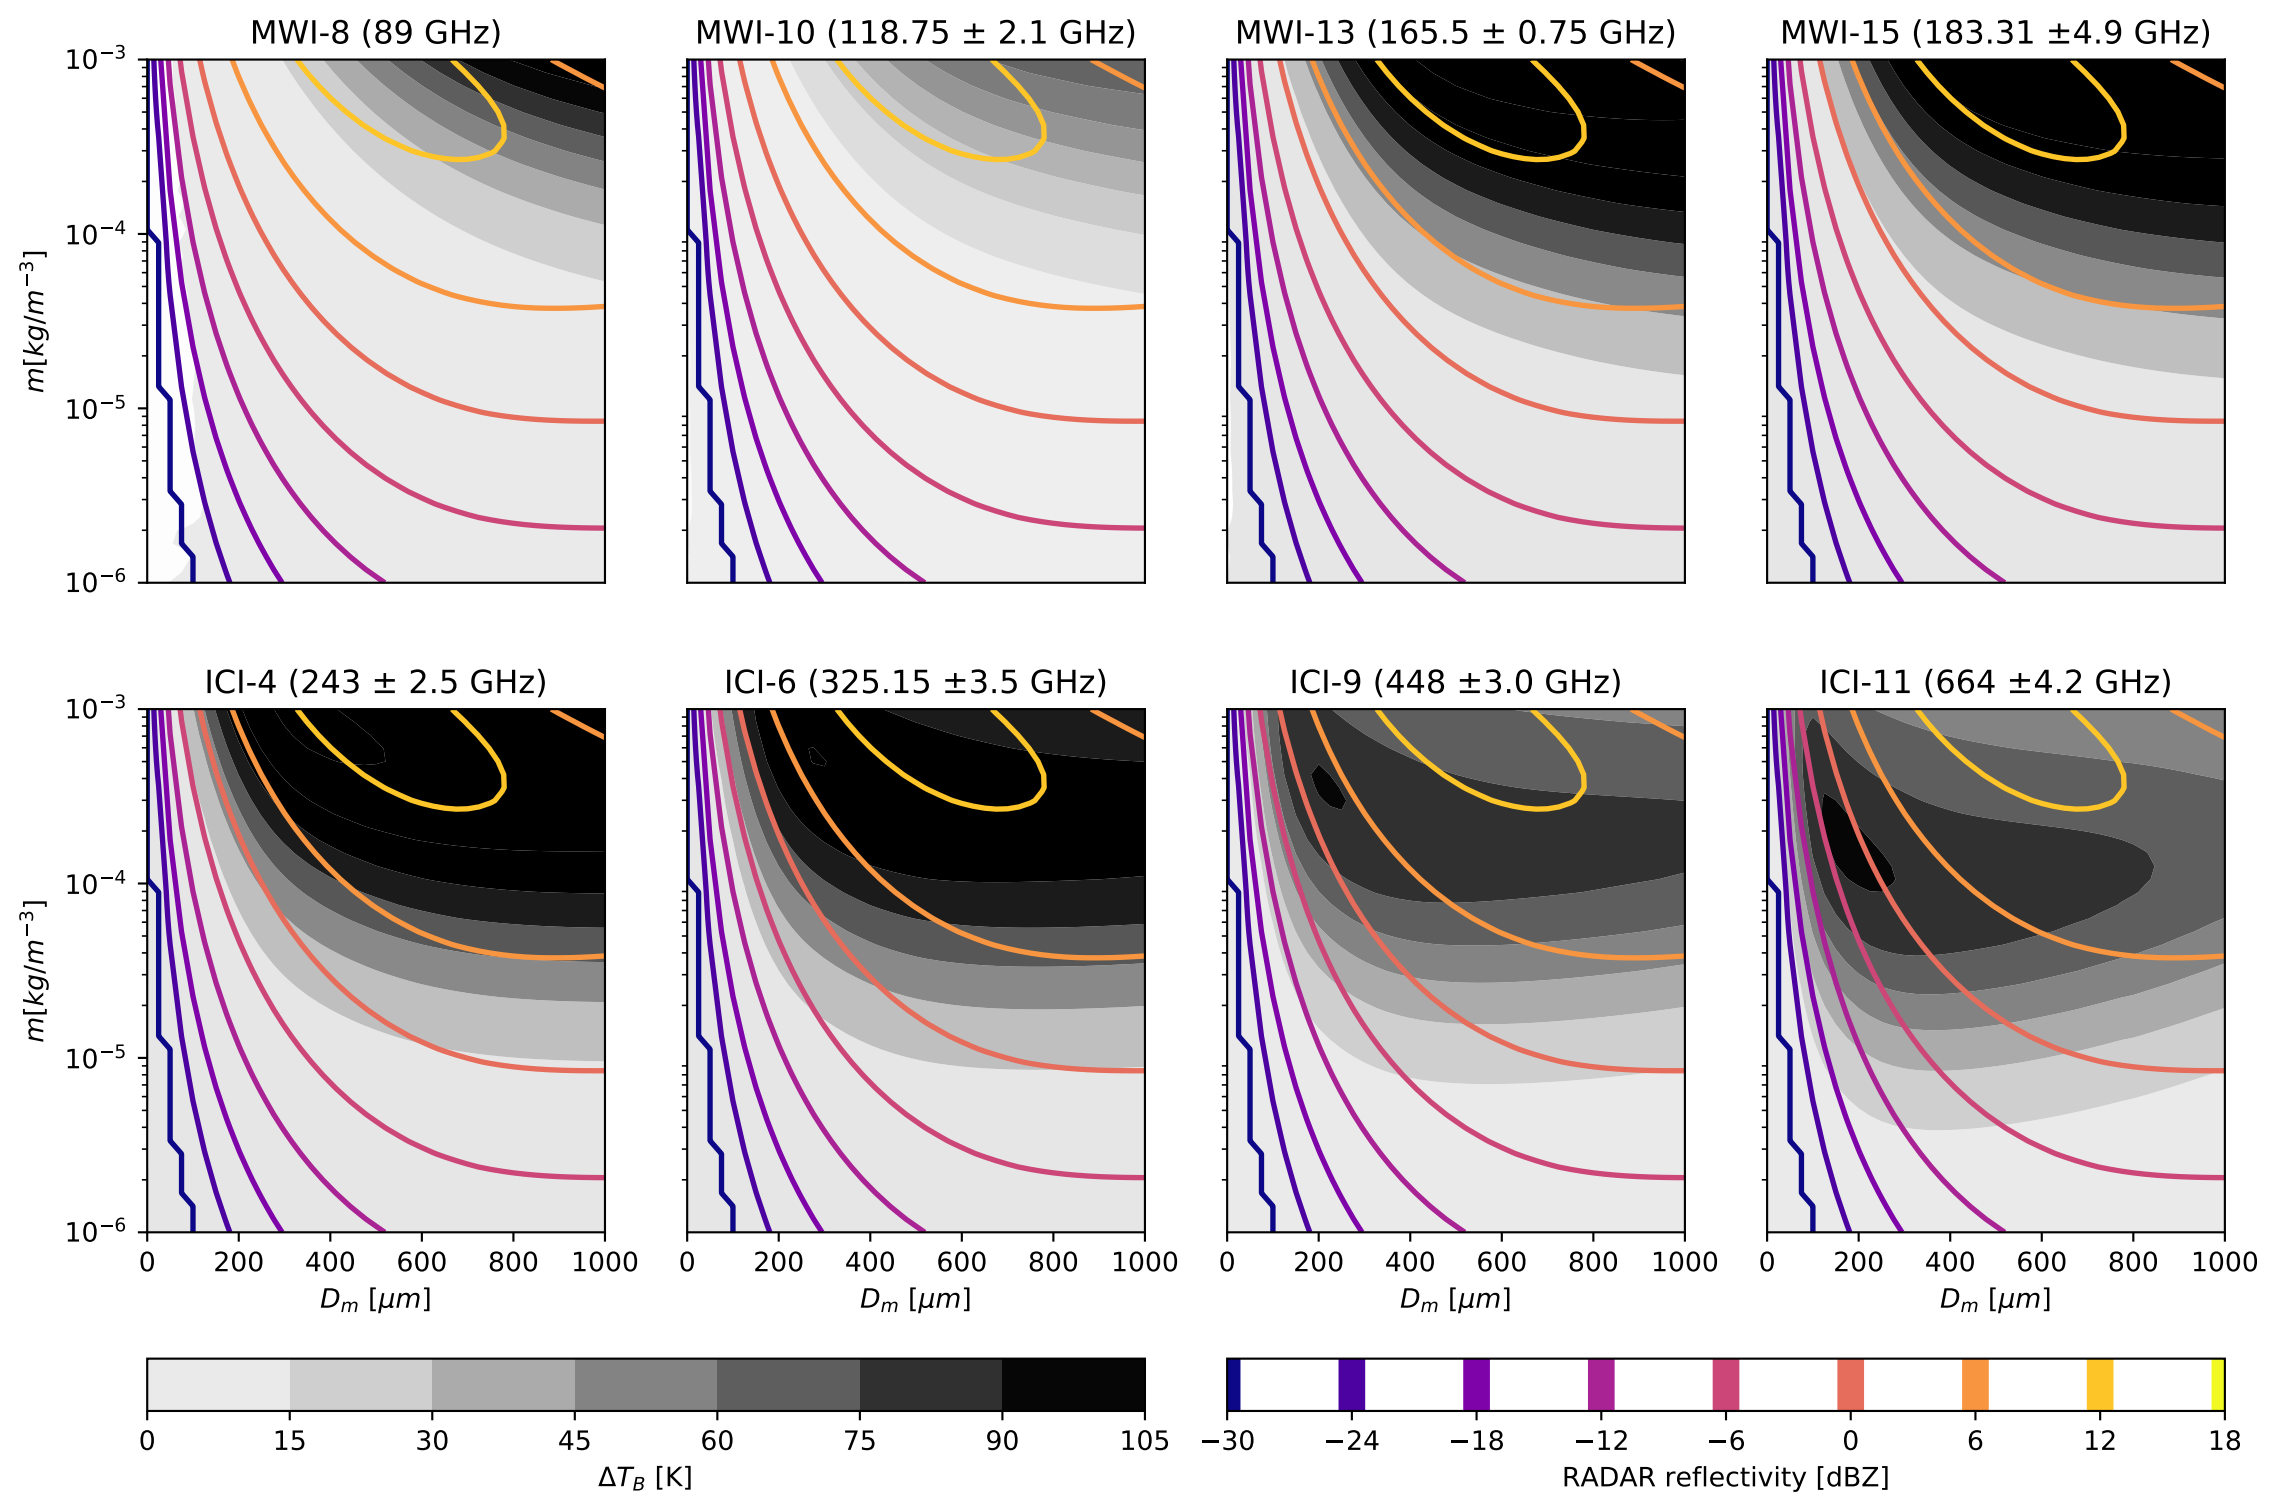 MWI-8 (89 GHz) MWI-10 (118.75 ± 2.1 GHz) MWI-13 (165.5 ± 0.75 GHz) MWI-15 (183.31 ±4.9 GHz)
10⁻³
10⁻⁴
10⁻⁵
10⁻⁶
m[kg/m⁻³]
ICI-4 (243 ± 2.5 GHz) ICI-6 (325.15 ±3.5 GHz) ICI-9 (448 ±3.0 GHz) ICI-11 (664 ±4.2 GHz)
10⁻³
10⁻⁴
10⁻⁵
10⁻⁶
m[kg/m⁻³]
0 200 400 600 800 1000 0 200 400 600 800 1000 0 200 400 600 800 1000 0 200 400 600 800 1000
Dₘ [μm] Dₘ [μm] Dₘ [μm] Dₘ [μm]
0 15 30 45 60 75 90 105 −30 −24 −18 −12 −6 0 6 12 18
ΔT_B [K] RADAR reflectivity [dBZ]